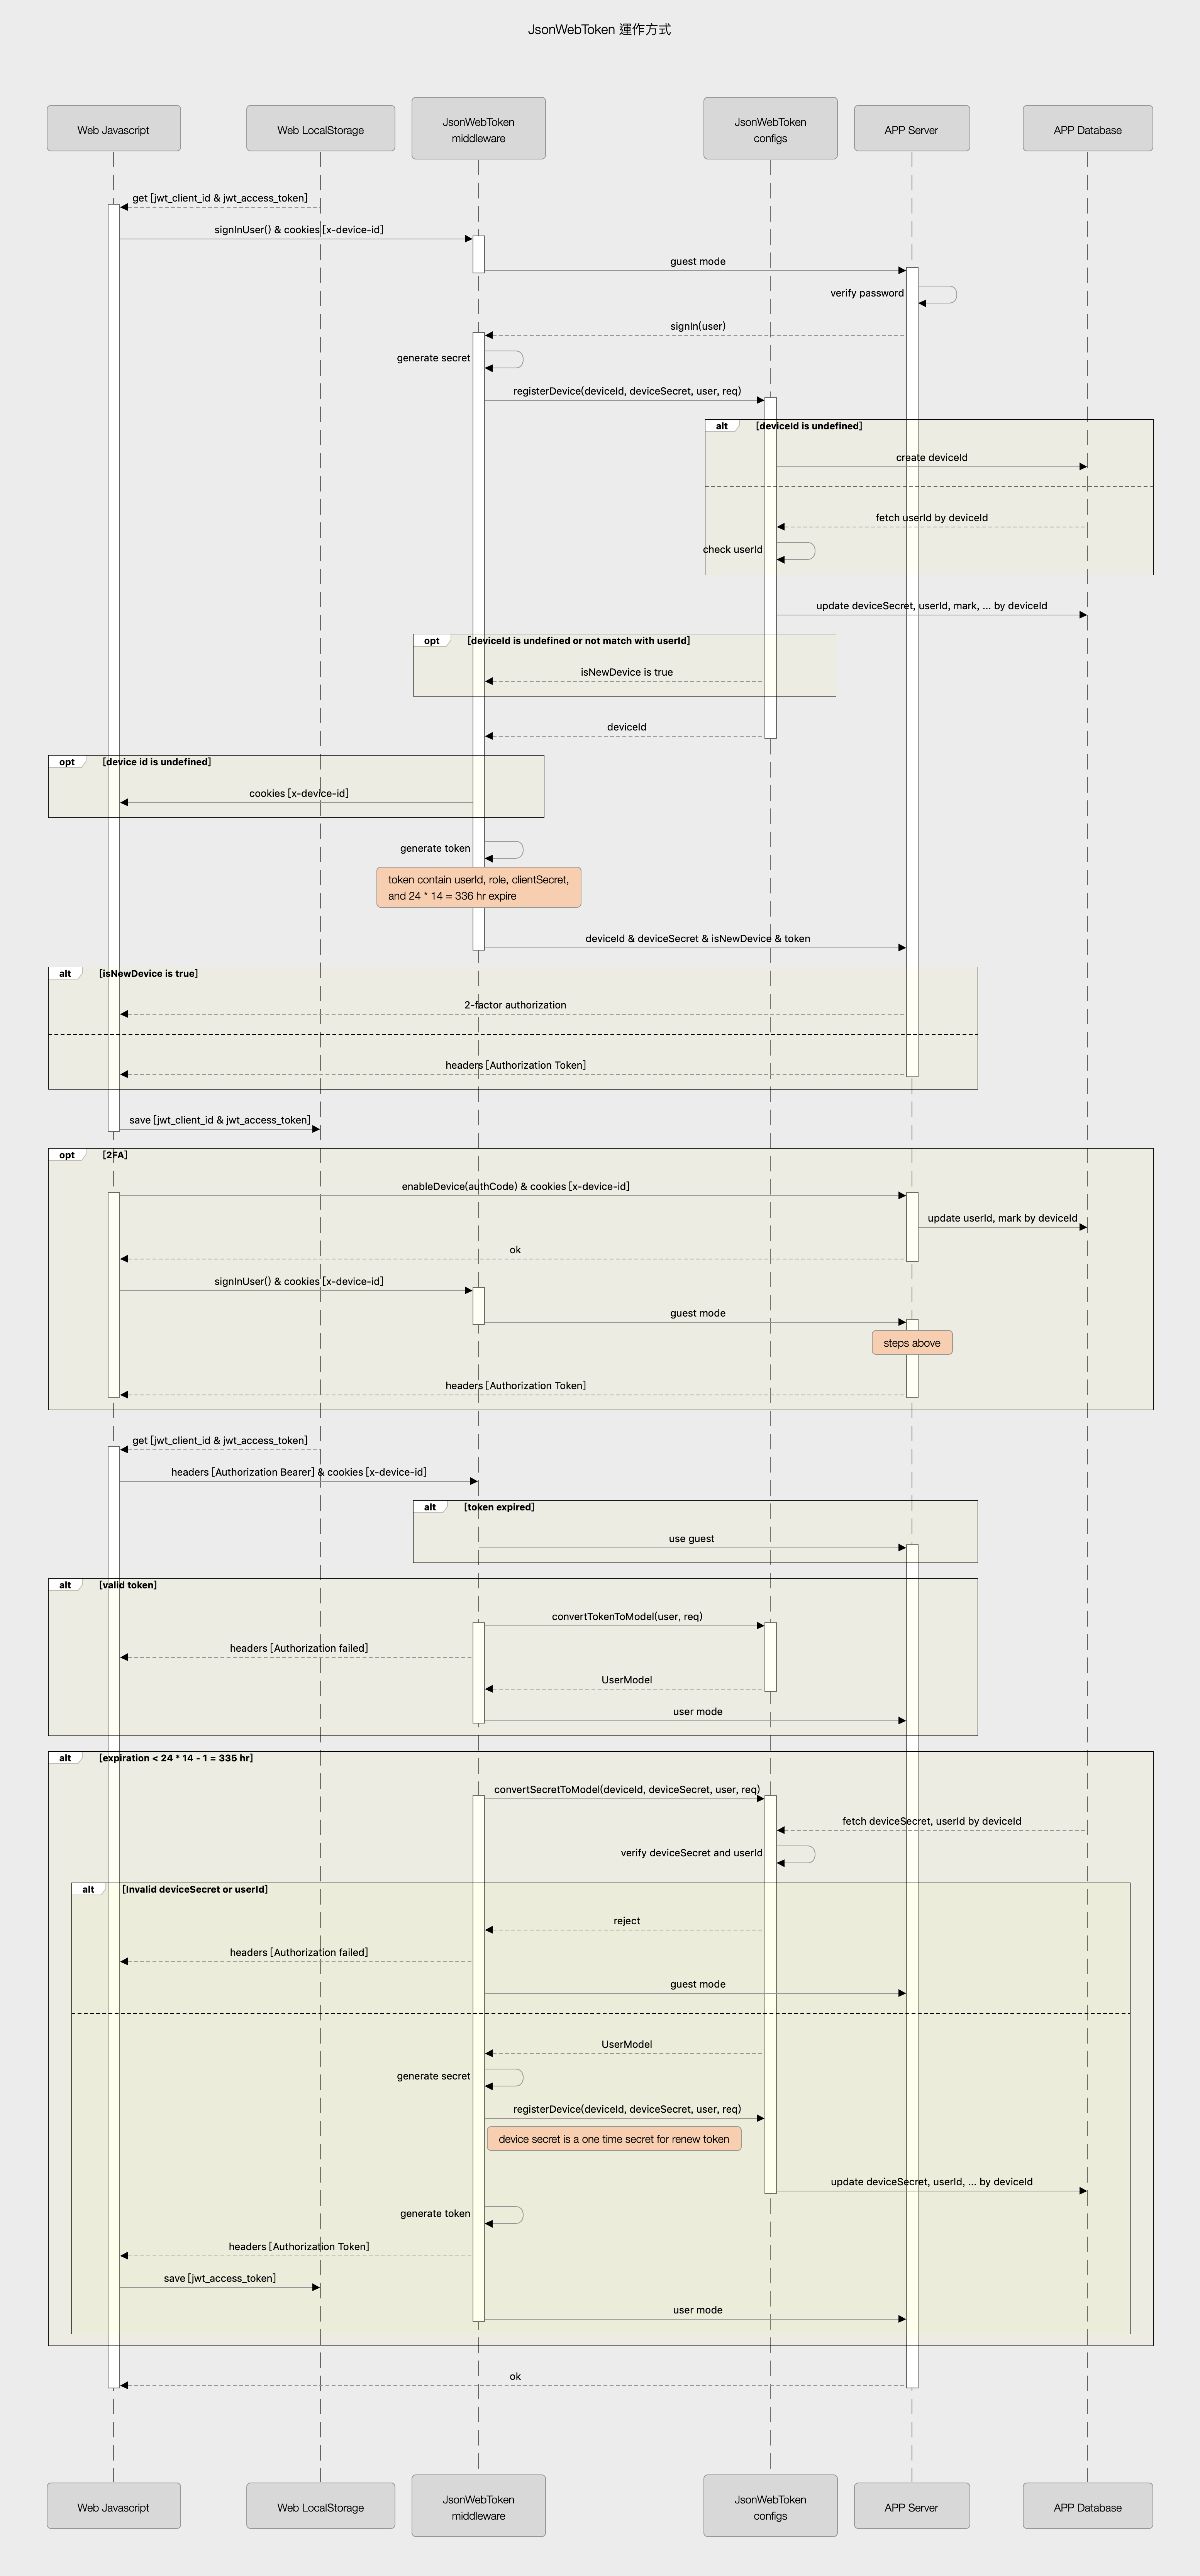 JsonWebToken 運作方式
Web Javascript
Web LocalStorage
JsonWebToken
middleware
JsonWebToken
configs
APP Server
APP Database
get [jwt_client_id & jwt_access_token]
signInUser() & cookies [x-device-id]
guest mode
verify password
signIn(user)
generate secret
registerDevice(deviceId, deviceSecret, user, req)
alt [deviceId is undefined]
create deviceId
fetch userId by deviceId
check userId
update deviceSecret, userId, mark, ... by deviceId
opt [deviceId is undefined or not match with userId]
isNewDevice is true
deviceId
opt [device id is undefined]
cookies [x-device-id]
generate token
token contain userId, role, clientSecret,
and 24 * 14 = 336 hr expire
deviceId & deviceSecret & isNewDevice & token
alt [isNewDevice is true]
2-factor authorization
headers [Authorization Token]
save [jwt_client_id & jwt_access_token]
opt [2FA]
enableDevice(authCode) & cookies [x-device-id]
update userId, mark by deviceId
ok
signInUser() & cookies [x-device-id]
guest mode
steps above
headers [Authorization Token]
get [jwt_client_id & jwt_access_token]
headers [Authorization Bearer] & cookies [x-device-id]
alt [token expired]
use guest
alt [valid token]
convertTokenToModel(user, req)
headers [Authorization failed]
UserModel
user mode
alt [expiration < 24 * 14 - 1 = 335 hr]
convertSecretToModel(deviceId, deviceSecret, user, req)
fetch deviceSecret, userId by deviceId
verify deviceSecret and userId
alt [Invalid deviceSecret or userId]
reject
headers [Authorization failed]
guest mode
UserModel
generate secret
registerDevice(deviceId, deviceSecret, user, req)
device secret is a one time secret for renew token
update deviceSecret, userId, ... by deviceId
generate token
headers [Authorization Token]
save [jwt_access_token]
user mode
ok
Web Javascript
Web LocalStorage
JsonWebToken
middleware
JsonWebToken
configs
APP Server
APP Database